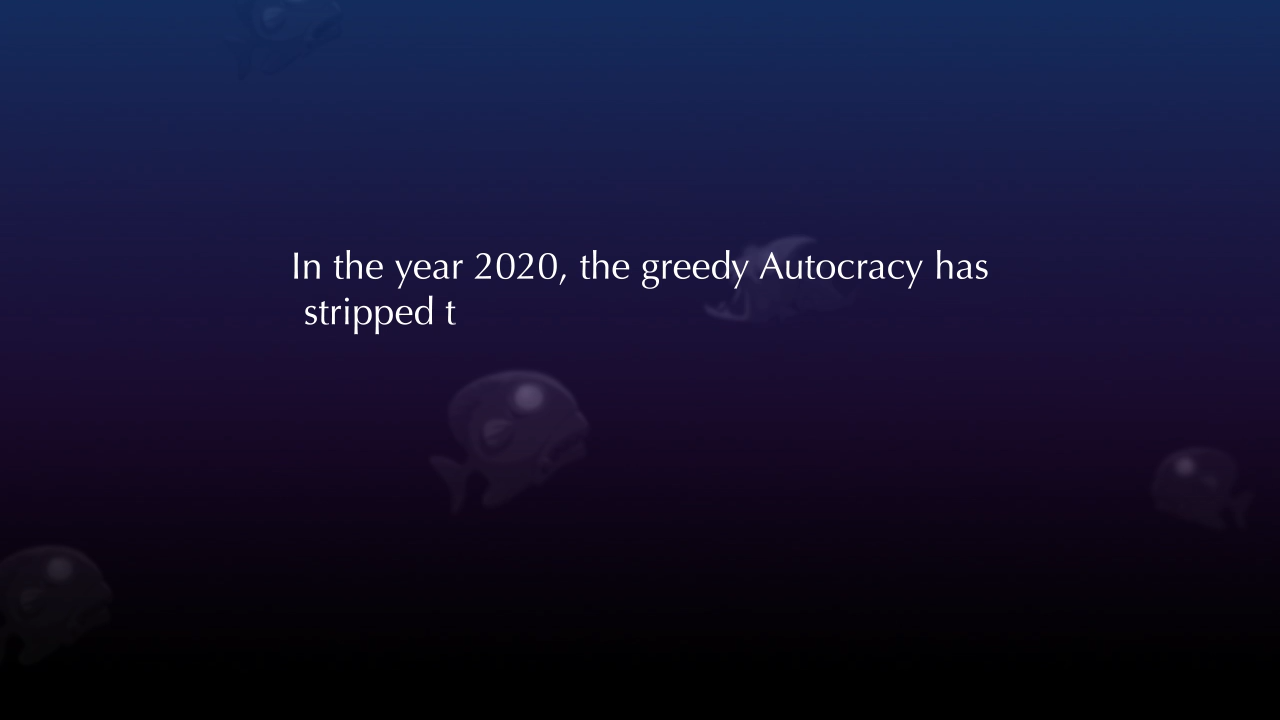 In the year 2020, the greedy Autocracy has
stripped t